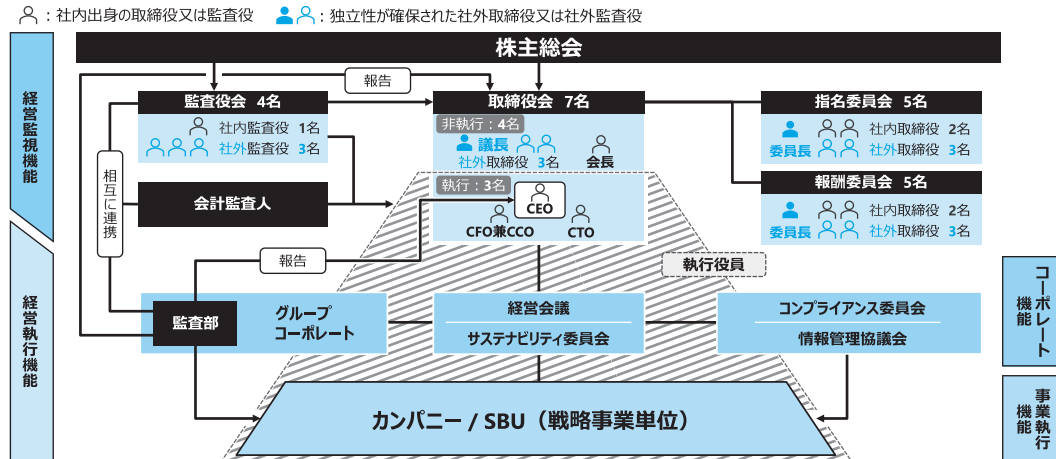 ：社内出身の取締役又は監査役
：独立性が確保された社外取締役又は社外監査役
経営監視機能
経営執行機能
株主総会
報告
監査役会 4名
社内監査役 1名
社外監査役 3名
取締役会 7名
非執行：4名
議長
社外取締役 3名
会長
執行：3名
CEO
CFO兼CCO
CTO
指名委員会 5名
社内取締役 2名
委員長
社外取締役 3名
報酬委員会 5名
社内取締役 2名
委員長
社外取締役 3名
相互に連携
会計監査人
報告
執行役員
監査部
グループ
コーポレート
経営会議
サステナビリティ委員会
コンプライアンス委員会
情報管理協議会
コーポレート
機能
カンパニー / SBU（戦略事業単位）
事業執行
機能